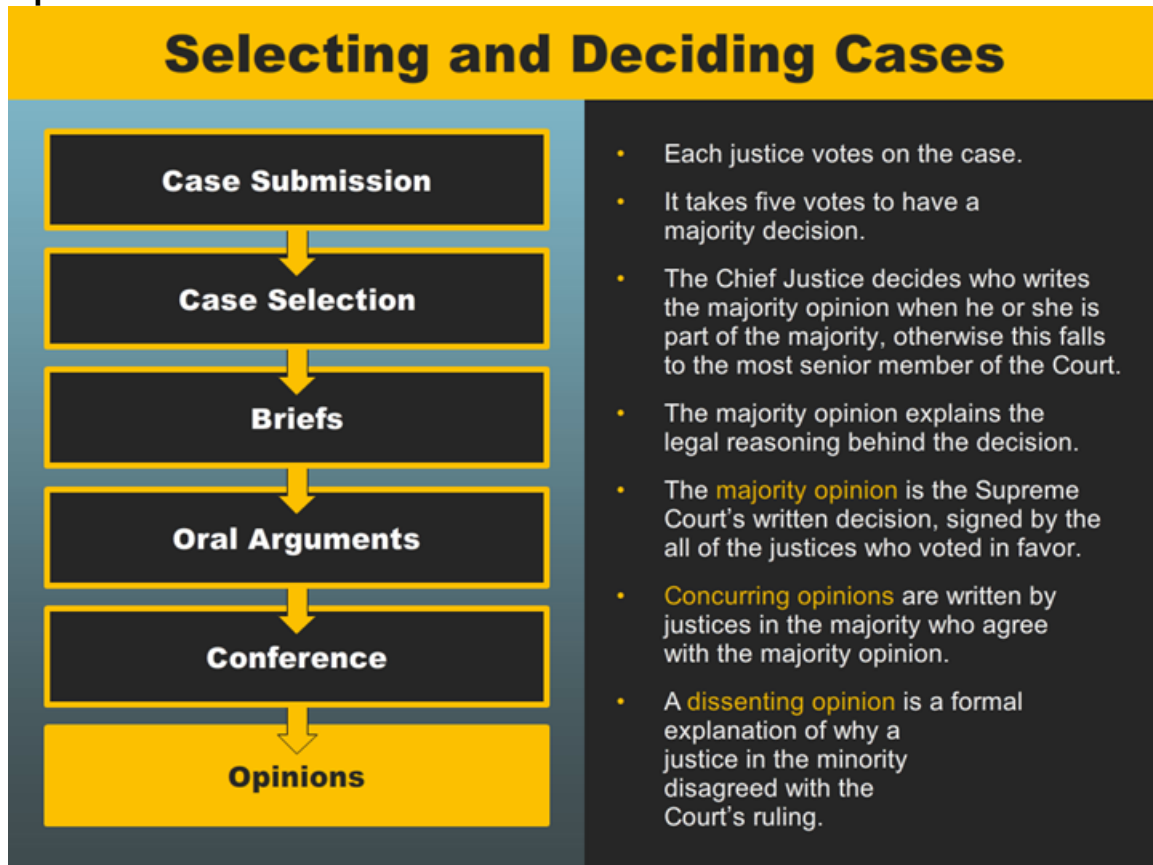 Selecting and Deciding Cases
Case Submission
Case Selection
Briefs
Oral Arguments
Conference
Opinions
• Each justice votes on the case.
• It takes five votes to have a
majority decision.
• The Chief Justice decides who writes
the majority opinion when he or she is
part of the majority, otherwise this falls
to the most senior member of the Court.
• The majority opinion explains the
legal reasoning behind the decision.
• The majority opinion is the Supreme
Court's written decision, signed by the
all of the justices who voted in favor.
• Concurring opinions are written by
justices in the majority who agree
with the majority opinion.
• A dissenting opinion is a formal
explanation of why a
justice in the minority
disagreed with the
Court's ruling.